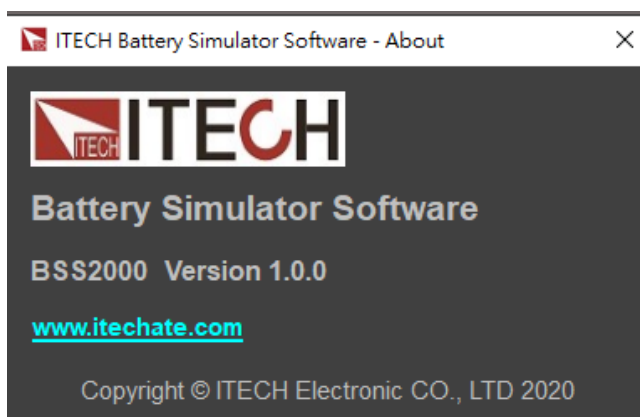 ITECH Battery Simulator Software - About
ITECH ITECH
Battery Simulator Software
BSS2000 Version 1.0.0
www.itechate.com
Copyright © ITECH Electronic CO., LTD 2020